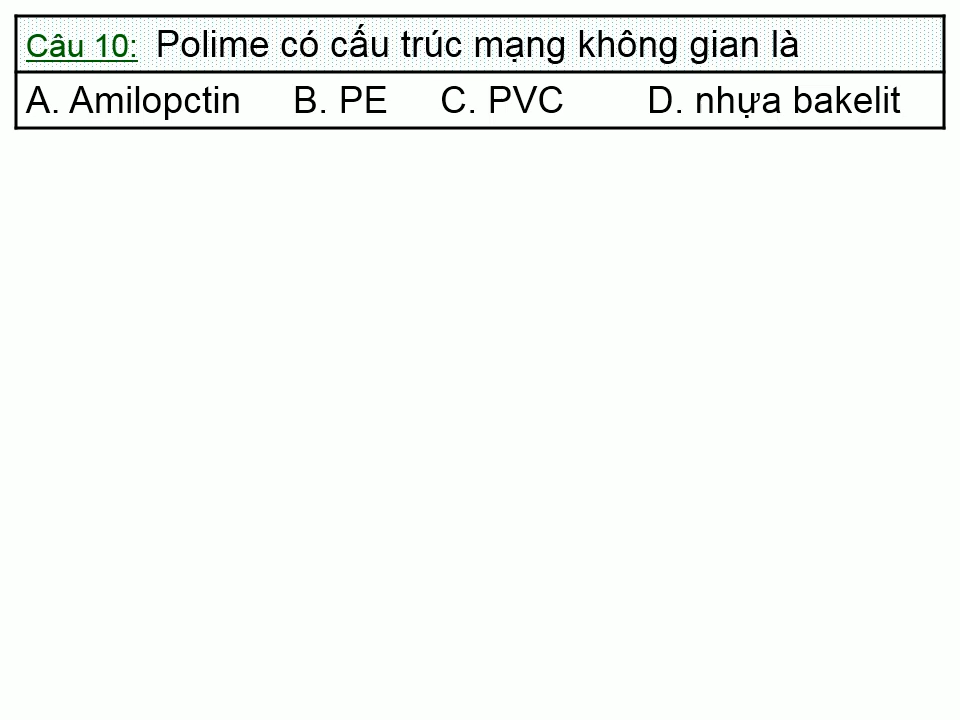 Câu 10: Polime có cấu trúc mạng không gian là
A. Amilopctin B. PE C. PVC D. nhựa bakelit